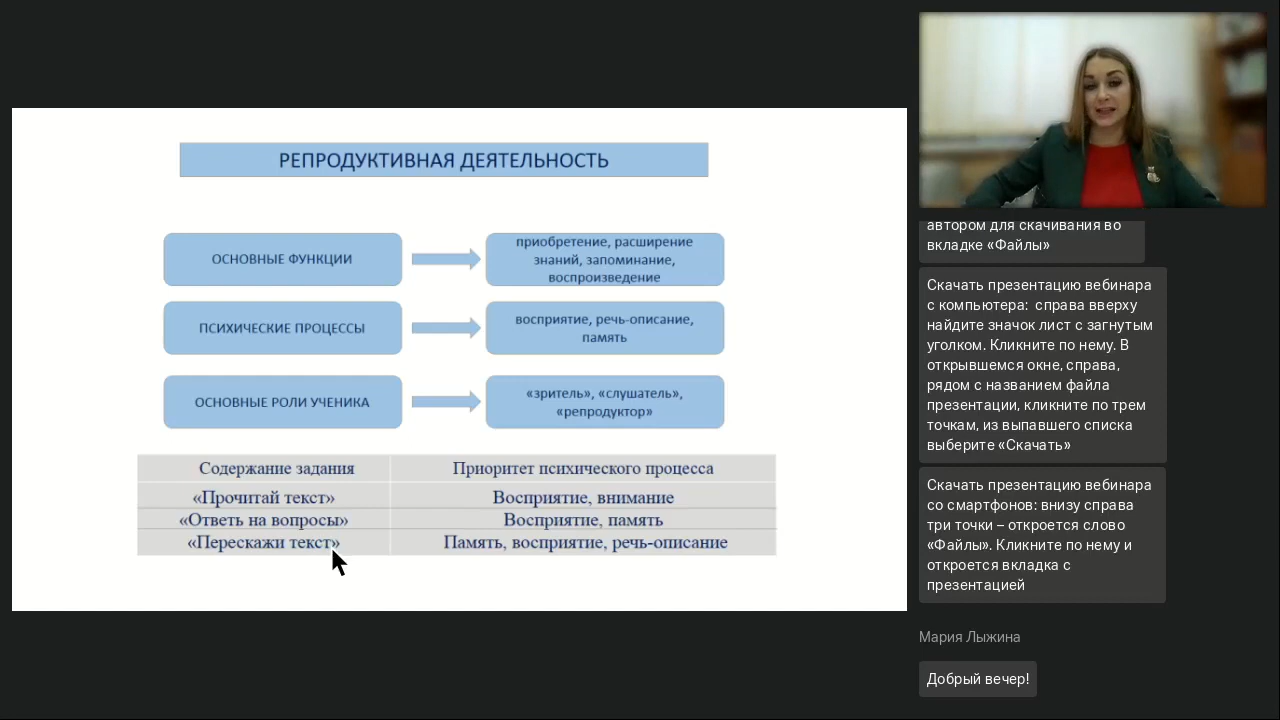 РЕПРОДУКТИВНАЯ ДЕЯТЕЛЬНОСТЬ
ОСНОВНЫЕ ФУНКЦИИ
приобретение, расширение
знаний, запоминание,
воспроизведение
ПСИХИЧЕСКИЕ ПРОЦЕССЫ
восприятие, речь-описание,
память
ОСНОВНЫЕ РОЛИ УЧЕНИКА
«зритель», «слушатель»,
«репродуктор»
Содержание задания Приоритет психического процесса
«Прочитай текст» Восприятие, внимание
«Ответь на вопросы» Восприятие, память
«Перескажи текст» Память, восприятие, речь-описание
автором для скачивания во
вкладке «Файлы»
Скачать презентацию вебинара
с компьютера: справа вверху
найдите значок лист с загнутым
уголком. Кликните по нему. В
открывшемся окне, справа,
рядом с названием файла
презентации, кликните по трем
точкам, из выпавшего списка
выберите «Скачать»
Скачать презентацию вебинара
со смартфонов: внизу справа
три точки – откроется слово
«Файлы». Кликните по нему и
откроется вкладка с
презентацией
Мария Лыжина
Добрый вечер!